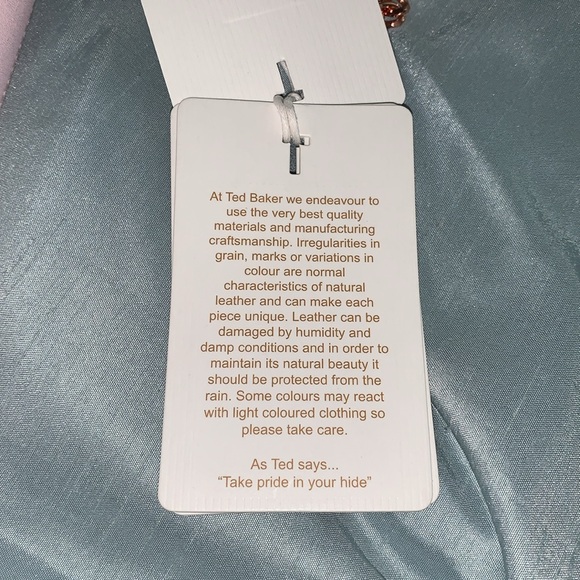 At Ted Baker we endeavour to
use the very best quality
materials and manufacturing
craftsmanship. Irregularities in
grain, marks or variations in
colour are normal
characteristics of natural
leather and can make each
piece unique. Leather can be
damaged by humidity and
damp conditions and in order to
maintain its natural beauty it
should be protected from the
rain. Some colours may react
with light coloured clothing so
please take care.
As Ted says...
“Take pride in your hide”